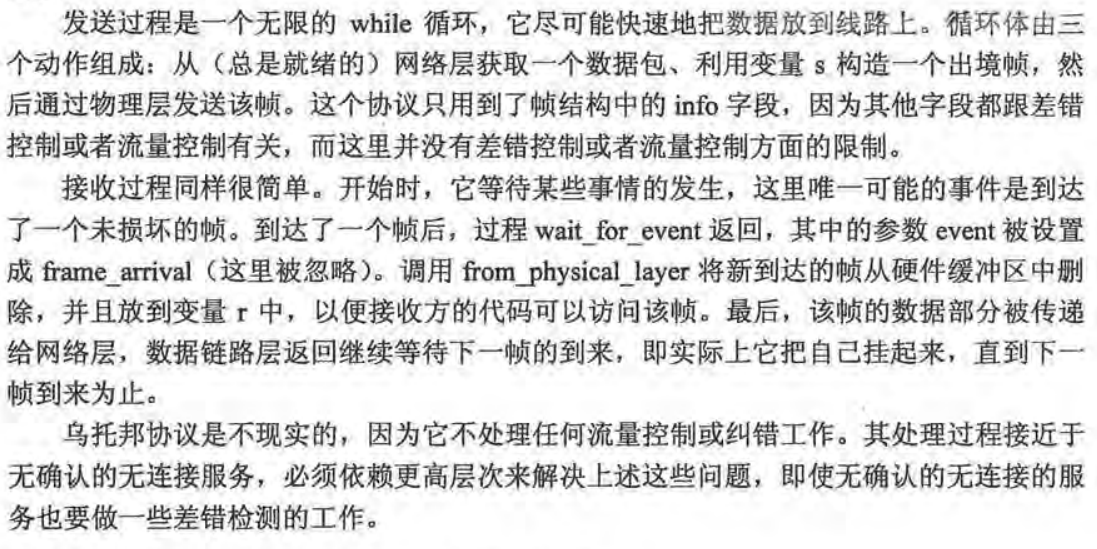 发送过程是一个无限的 while 循环，它尽可能快速地把数据放到线路上。循环体由三
个动作组成：从（总是就绪的）网络层获取一个数据包、利用变量 s 构造一个出境帧，然
后通过物理层发送该帧。这个协议只用到了帧结构中的 info 字段，因为其他字段都跟差错
控制或者流量控制有关，而这里并没有差错控制或者流量控制方面的限制。
接收过程同样很简单。开始时，它等待某些事情的发生，这里唯一可能的事件是到达
了一个未损坏的帧。到达了一个帧后，过程 wait_for_event 返回，其中的参数 event 被设置
成 frame_arrival（这里被忽略）。调用 from_physical_layer 将新到达的帧从硬件缓冲区中删
除，并且放到变量 r 中，以便接收方的代码可以访问该帧。最后，该帧的数据部分被传递
给网络层，数据链路层返回继续等待下一帧的到来，即实际上它把自己挂起来，直到下一
帧到来为止。
乌托邦协议是不现实的，因为它不处理任何流量控制或纠错工作。其处理过程接近于
无确认的无连接服务，必须依赖更高层次来解决上述这些问题，即使无确认的无连接的服
务也要做一些差错检测的工作。